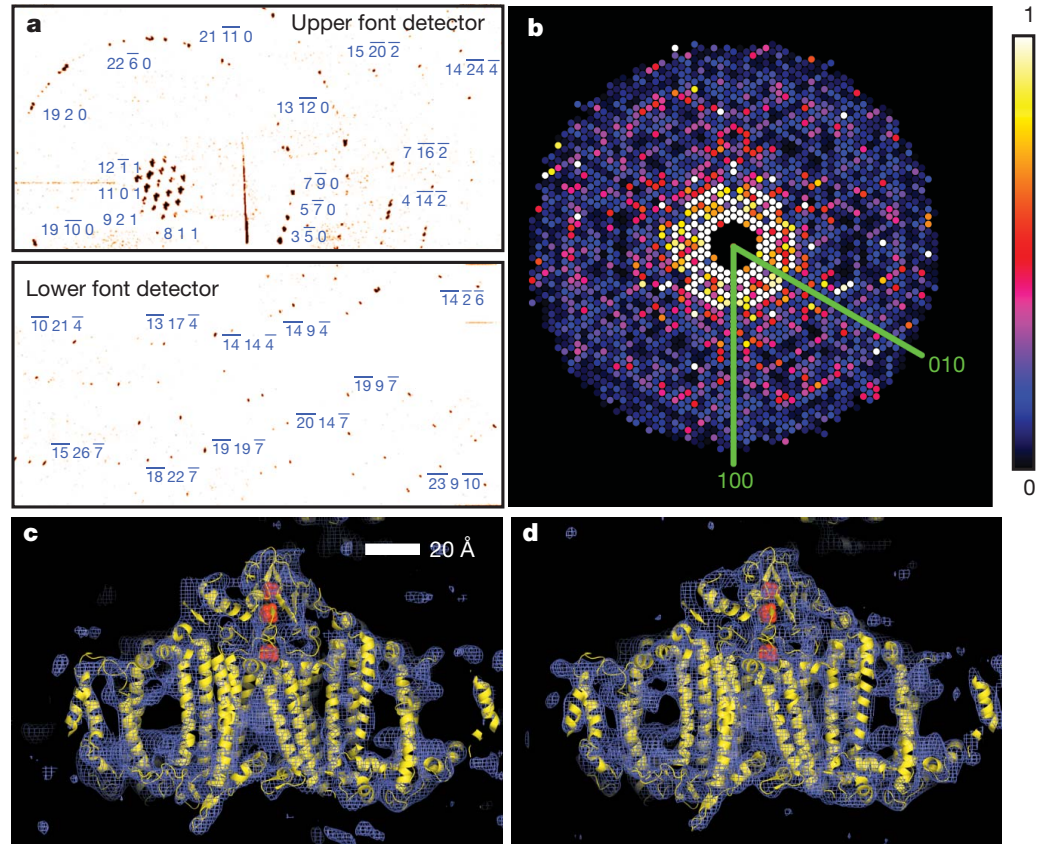 a
Upper font detector
21 1̅1̅ 0
22 6̅ 0
15 2̅0̅ 2̅
14 2̅4̅ 4̅
19 2 0
13 1̅2̅ 0
12 1̅ 1
7 1̅6̅ 2̅
11 0 1
7 9̅ 0
4 1̅4̅ 2̅
9 2 1
5 7̅ 0
19 1̅0̅ 0
8 1 1
3 5̅ 0
Lower font detector
1̅4̅ 2̅ 6̅
1̅0̅ 21 4̅
1̅3̅ 17 4̅
1̅4̅ 14 4̅
1̅4̅ 9 4̅
1̅9̅ 9 7̅
2̅0̅ 14 7̅
1̅5̅ 26 7̅
1̅9̅ 19 7̅
1̅8̅ 22 7̅
2̅3̅ 9 1̅0̅
b
010
100
1
0
c
20 Å
d